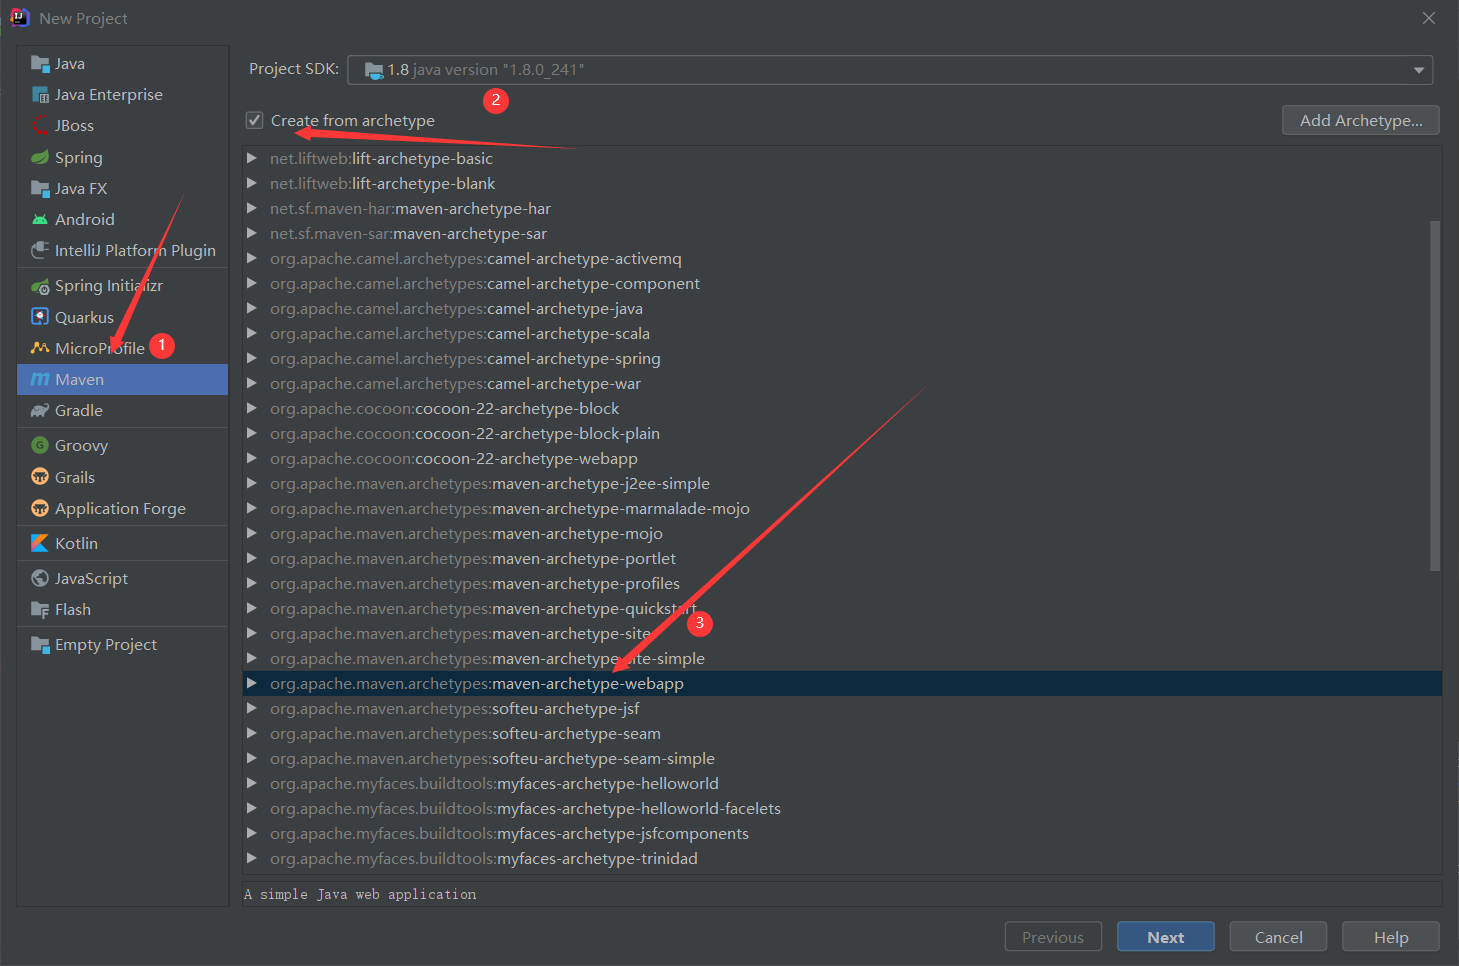 New Project
Java
Java Enterprise
JBoss
Spring
Java FX
Android
IntelliJ Platform Plugin
Spring Initializr
Quarkus
MicroProfile
1
Maven
Gradle
Groovy
Grails
Application Forge
Kotlin
JavaScript
Flash
Empty Project
Project SDK: 1.8 java version "1.8.0_241"
2
Create from archetype
Add Archetype...
net.liftweb:lift-archetype-basic
net.liftweb:lift-archetype-blank
net.sf.maven-har:maven-archetype-har
net.sf.maven-sar:maven-archetype-sar
org.apache.camel.archetypes:camel-archetype-activemq
org.apache.camel.archetypes:camel-archetype-component
org.apache.camel.archetypes:camel-archetype-java
org.apache.camel.archetypes:camel-archetype-scala
org.apache.camel.archetypes:camel-archetype-spring
org.apache.camel.archetypes:camel-archetype-war
org.apache.cocoon:cocoon-22-archetype-block
org.apache.cocoon:cocoon-22-archetype-block-plain
org.apache.cocoon:cocoon-22-archetype-webapp
org.apache.maven.archetypes:maven-archetype-j2ee-simple
org.apache.maven.archetypes:maven-archetype-marmalade-mojo
org.apache.maven.archetypes:maven-archetype-mojo
org.apache.maven.archetypes:maven-archetype-portlet
org.apache.maven.archetypes:maven-archetype-profiles
org.apache.maven.archetypes:maven-archetype-quickstart
org.apache.maven.archetypes:maven-archetype-site
3
org.apache.maven.archetypes:maven-archetype-site-simple
org.apache.maven.archetypes:maven-archetype-webapp
org.apache.maven.archetypes:softeu-archetype-jsf
org.apache.maven.archetypes:softeu-archetype-seam
org.apache.maven.archetypes:softeu-archetype-seam-simple
org.apache.myfaces.buildtools:myfaces-archetype-helloworld
org.apache.myfaces.buildtools:myfaces-archetype-helloworld-facelets
org.apache.myfaces.buildtools:myfaces-archetype-jsfcomponents
org.apache.myfaces.buildtools:myfaces-archetype-trinidad
A simple Java web application
Previous
Next
Cancel
Help